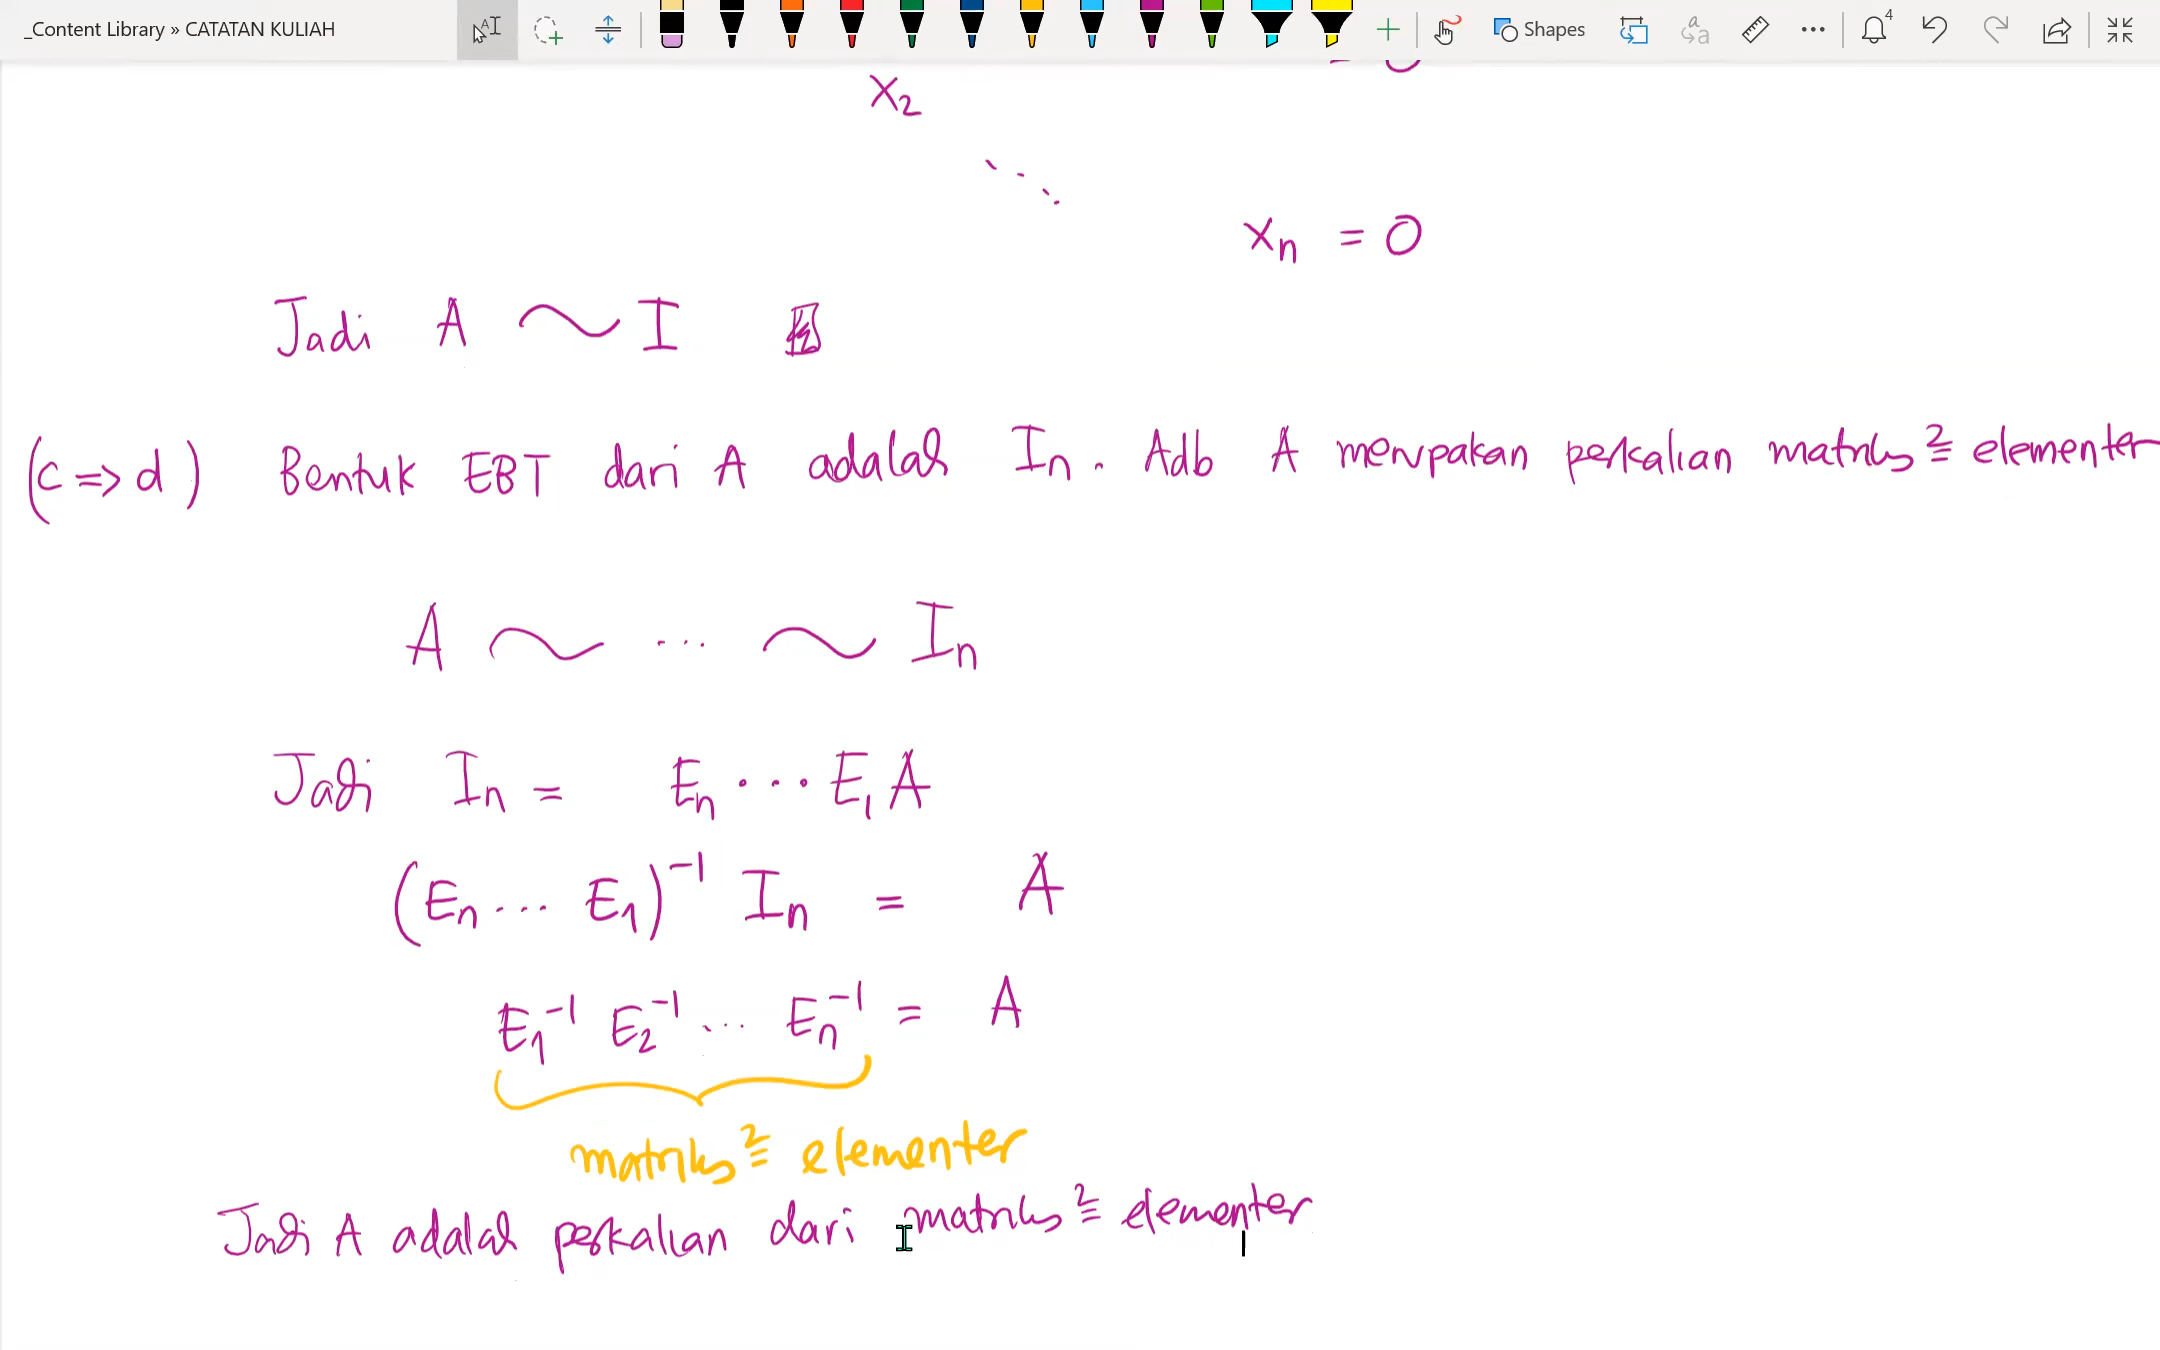 _Content Library » CATATAN KULIAH
Shapes
4
x₂
⋱
xₙ = 0
Jadi A ~ I
(c => d) Bentuk EBT dari A adalah Iₙ. Adb A merupakan perkalian matriks² elementer
A ~ ... ~ Iₙ
Jadi Iₙ = Eₙ ... E₁ A
(Eₙ ... E₁)⁻¹ Iₙ = A
E₁⁻¹ E₂⁻¹ ... Eₙ⁻¹ = A
matriks² elementer
Jadi A adalah perkalian dari matriks² elementer